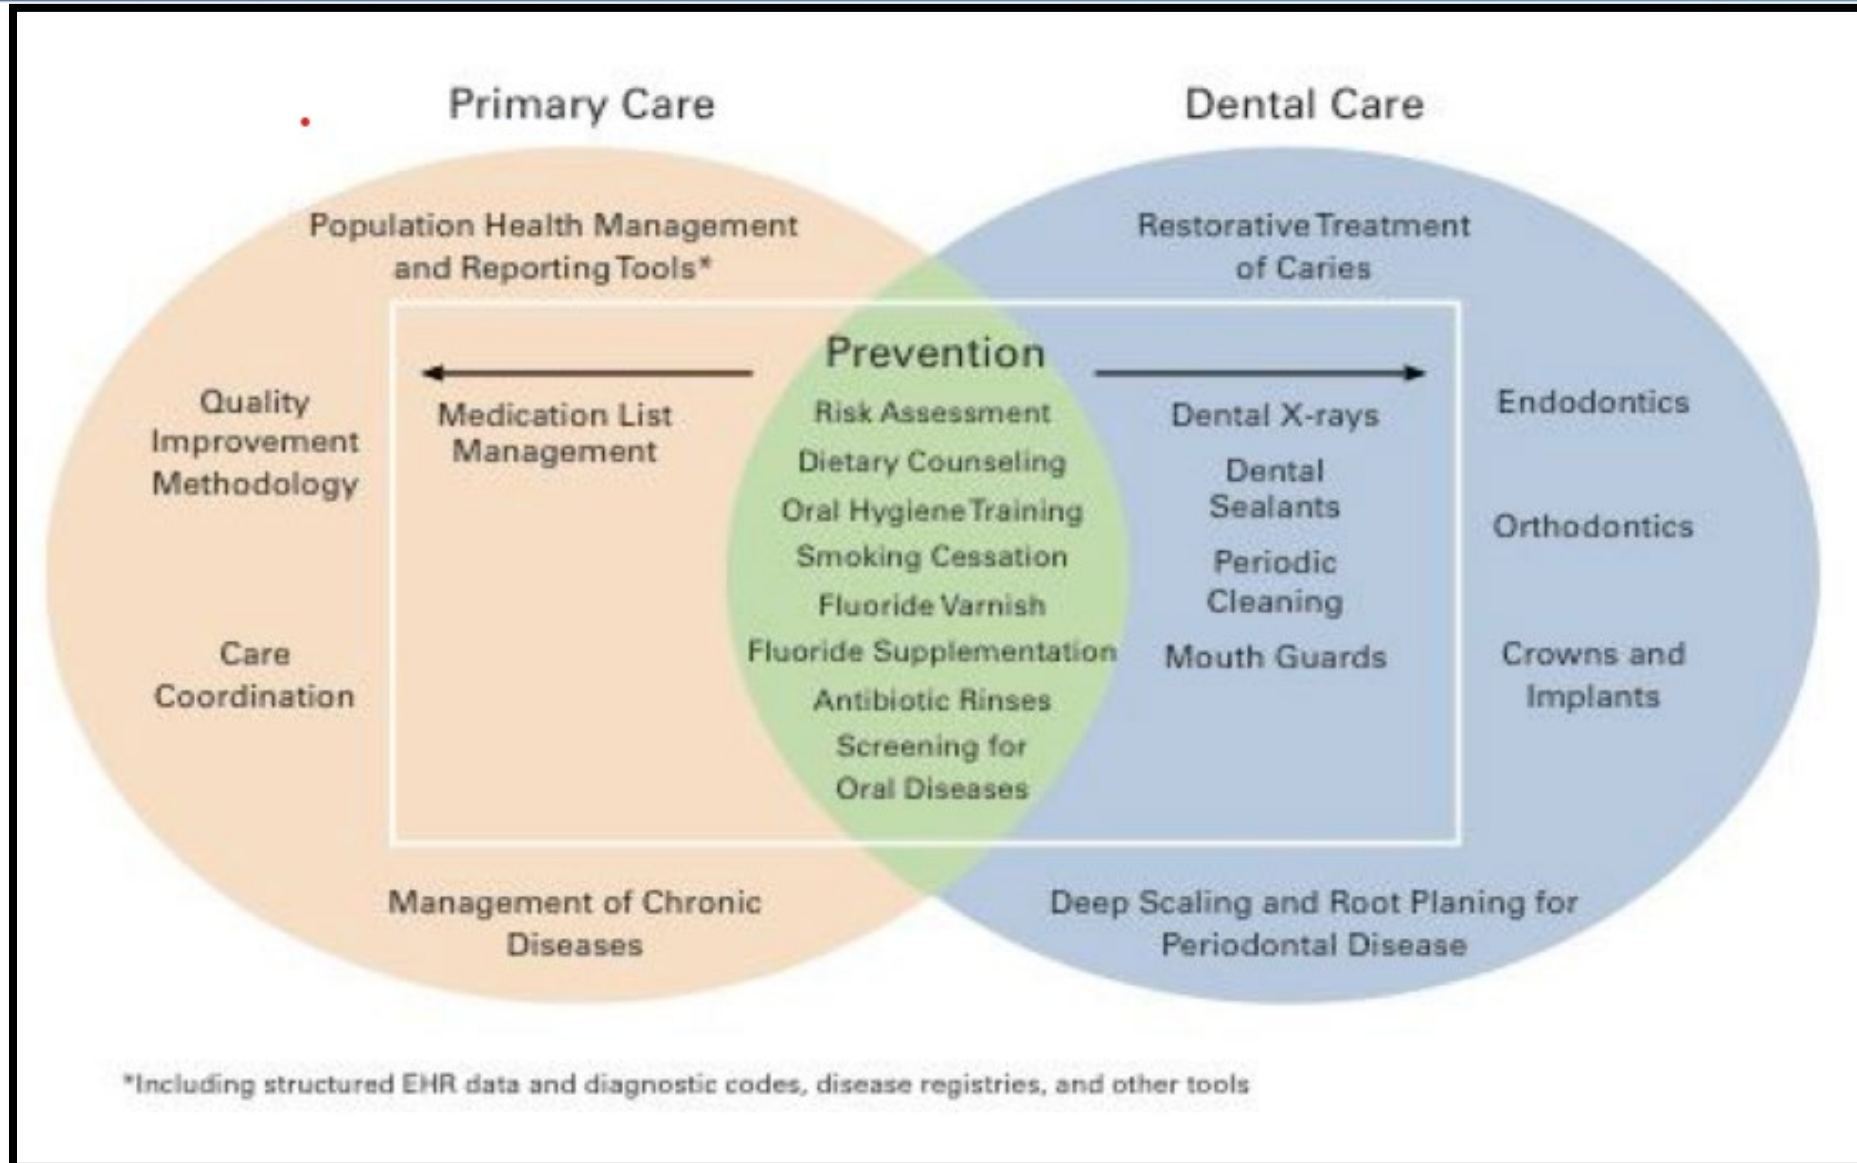 Primary Care
Dental Care
Population Health Management
and Reporting Tools*
Restorative Treatment
of Caries
Prevention
Quality
Improvement
Methodology
Medication List
Management
Care
Coordination
Risk Assessment
Dietary Counseling
Oral Hygiene Training
Smoking Cessation
Fluoride Varnish
Fluoride Supplementation
Antibiotic Rinses
Screening for
Oral Diseases
Dental X-rays
Dental
Sealants
Periodic
Cleaning
Mouth Guards
Endodontics
Orthodontics
Crowns and
Implants
Management of Chronic
Diseases
Deep Scaling and Root Planing for
Periodontal Disease
*Including structured EHR data and diagnostic codes, disease registries, and other tools